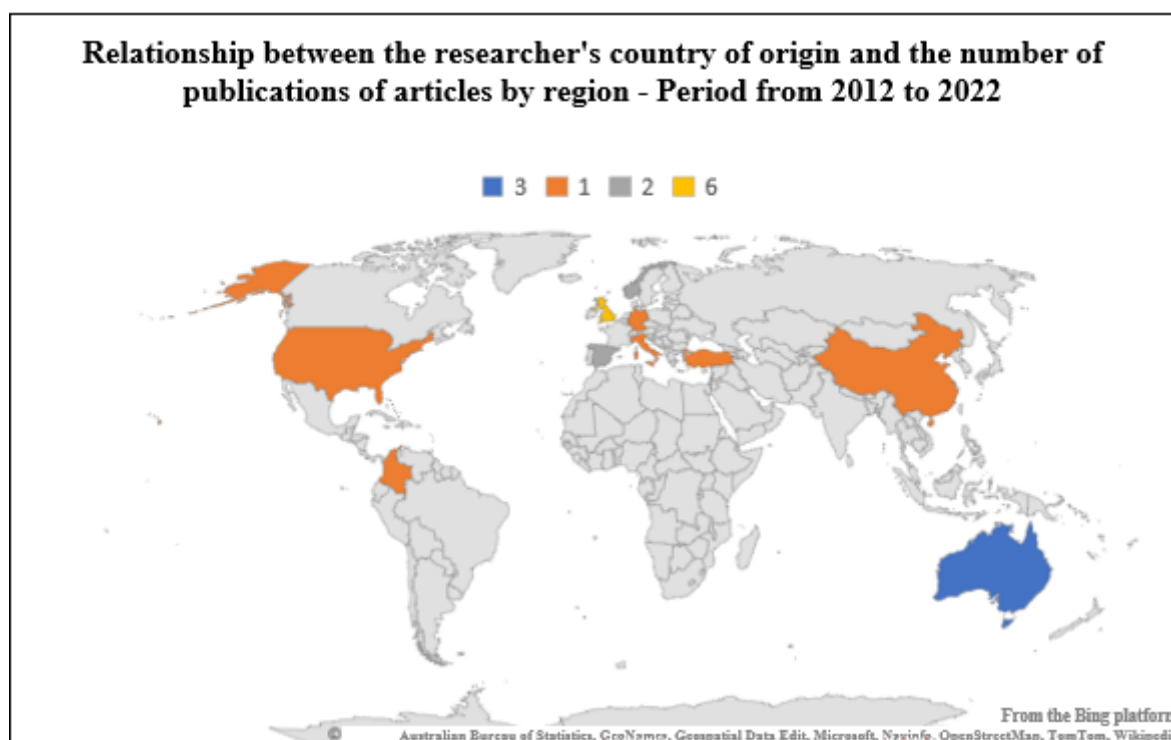 Relationship between the researcher's country of origin and the number of
publications of articles by region - Period from 2012 to 2022
3 1 2 6
From the Bing platform
© Australian Bureau of Statistics, GeoNames, Geospatial Data Edit, Microsoft, Navinfo, OpenStreetMap, TomTom, Wikipedi